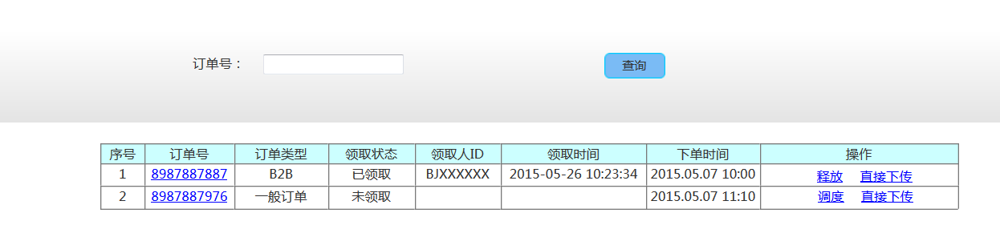 订单号： 查询
序号 订单号 订单类型 领取状态 领取人ID 领取时间 下单时间 操作
1 8987887887 B2B 已领取 BJXXXXXX 2015-05-26 10:23:34 2015.05.07 10:00 释放 直接下传
2 8987887976 一般订单 未领取 2015.05.07 11:10 调度 直接下传